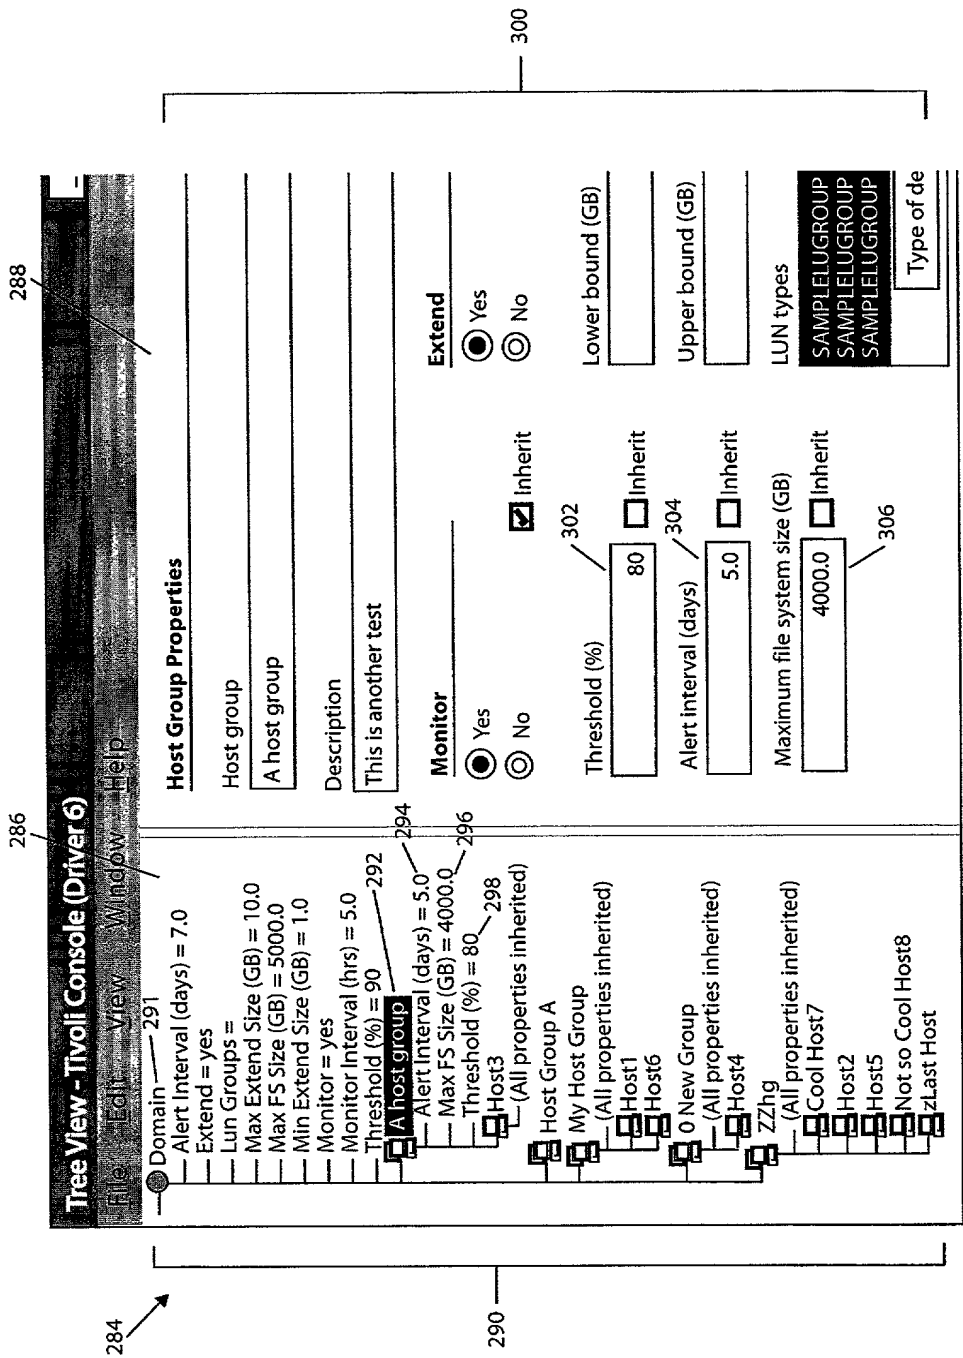 284
286
288
Tree View - Tivoli Console (Driver 6)
File Edit View Window Help
290
Domain 291
Alert Interval (days) = 7.0
Extend = yes
Lun Groups =
Max Extend Size (GB) = 10.0
Max FS Size (GB) = 5000.0
Min Extend Size (GB) = 1.0
Monitor = yes
Monitor Interval (hrs) = 5.0
Threshold (%) = 90
A host group 292
Alert Interval (days) = 5.0 294
Max FS Size (GB) = 4000.0 296
Threshold (%) = 80 298
Host3
(All properties inherited)
Host Group A
My Host Group
(All properties inherited)
Host1
Host6
0 New Group
(All properties inherited)
Host4
ZZhg
(All properties inherited)
Cool Host7
Host2
Host5
Not so Cool Host8
zLast Host
Host Group Properties
Host group
A host group
Description
This is another test
Monitor
Yes
No
Inherit
Threshold (%)
302
80
Inherit
Alert interval (days)
304
5.0
Inherit
Maximum file system size (GB)
4000.0
Inherit
306
Extend
Yes
No
Lower bound (GB)
Upper bound (GB)
LUN types
SAMPLELUGROUP
SAMPLELUGROUP
SAMPLELUGROUP
Type of de
300